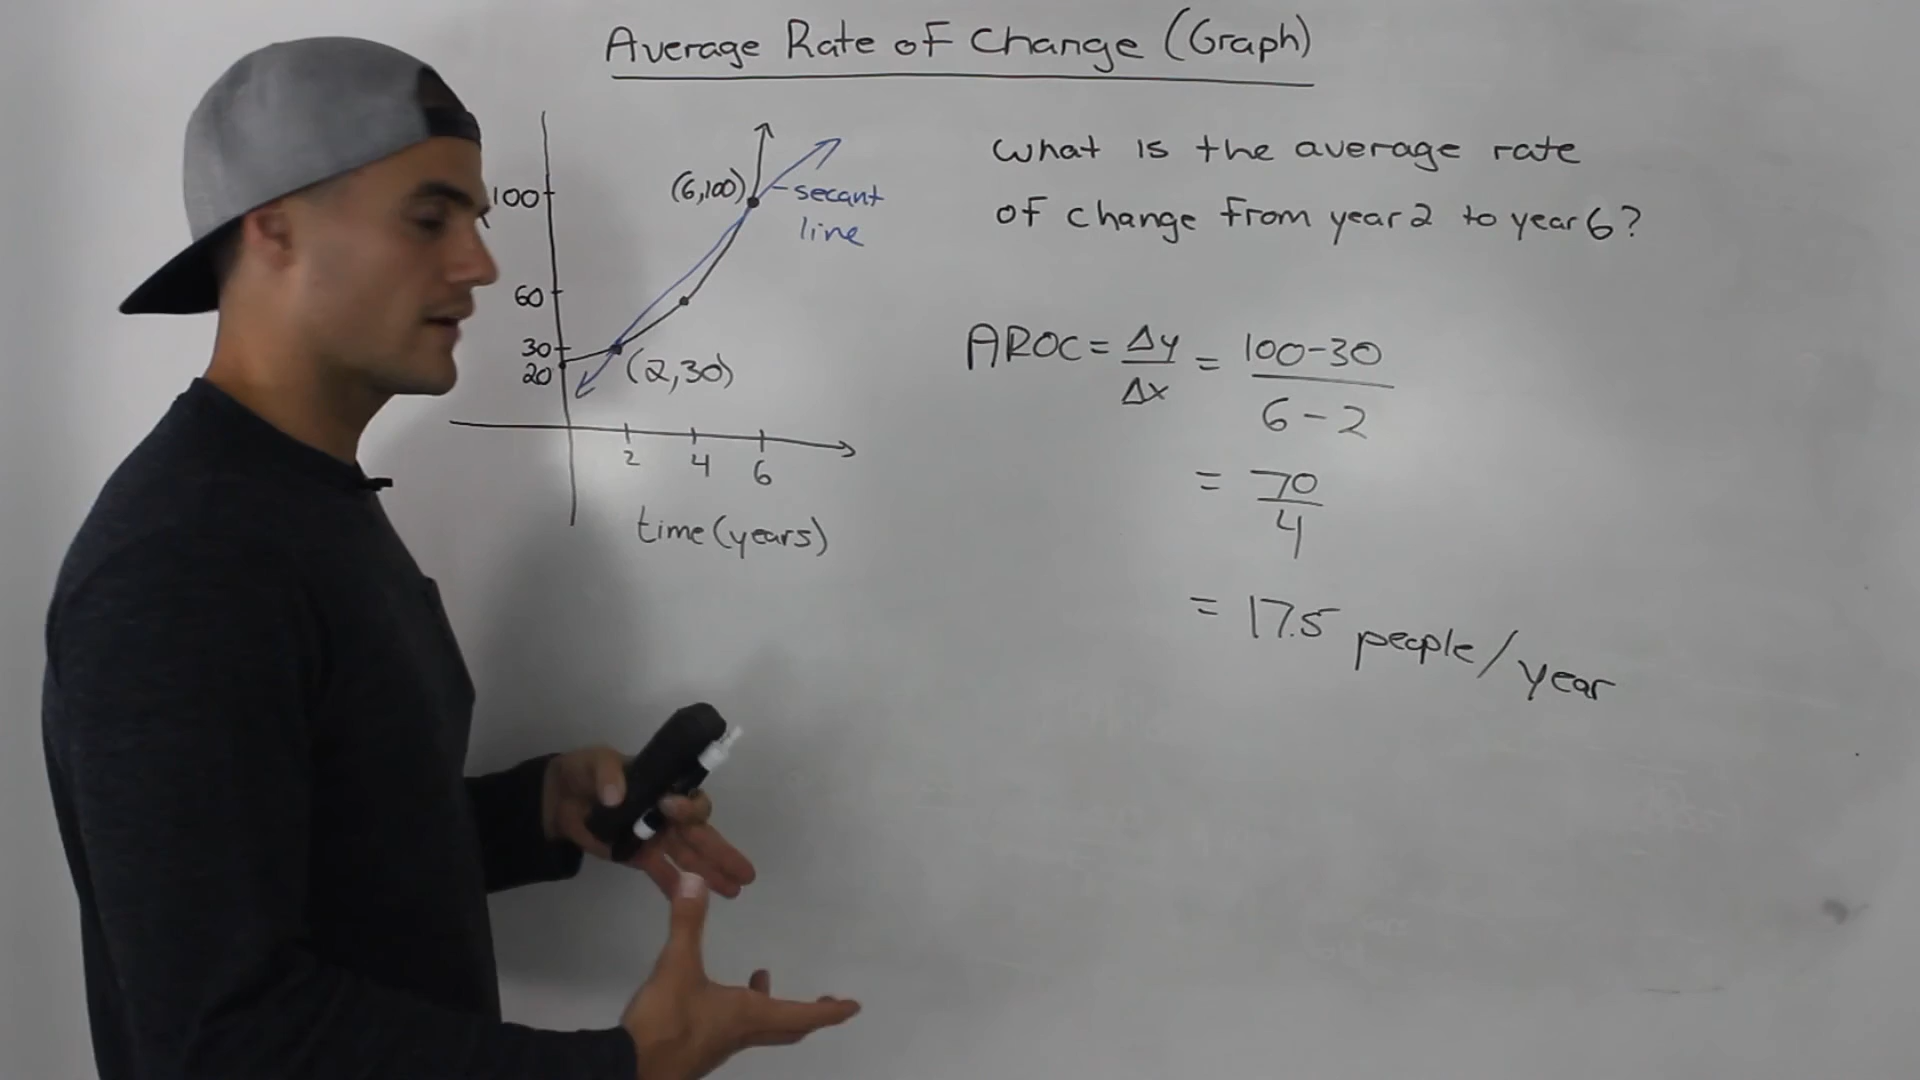 Average Rate of Change (Graph)
100
60
30
20
(6,100)
secant
line
(2,30)
2 4 6
time (years)
What is the average rate
of change from year 2 to year 6?
AROC = Δy/Δx = 100-30/6-2
= 70/4
= 17.5 people/year